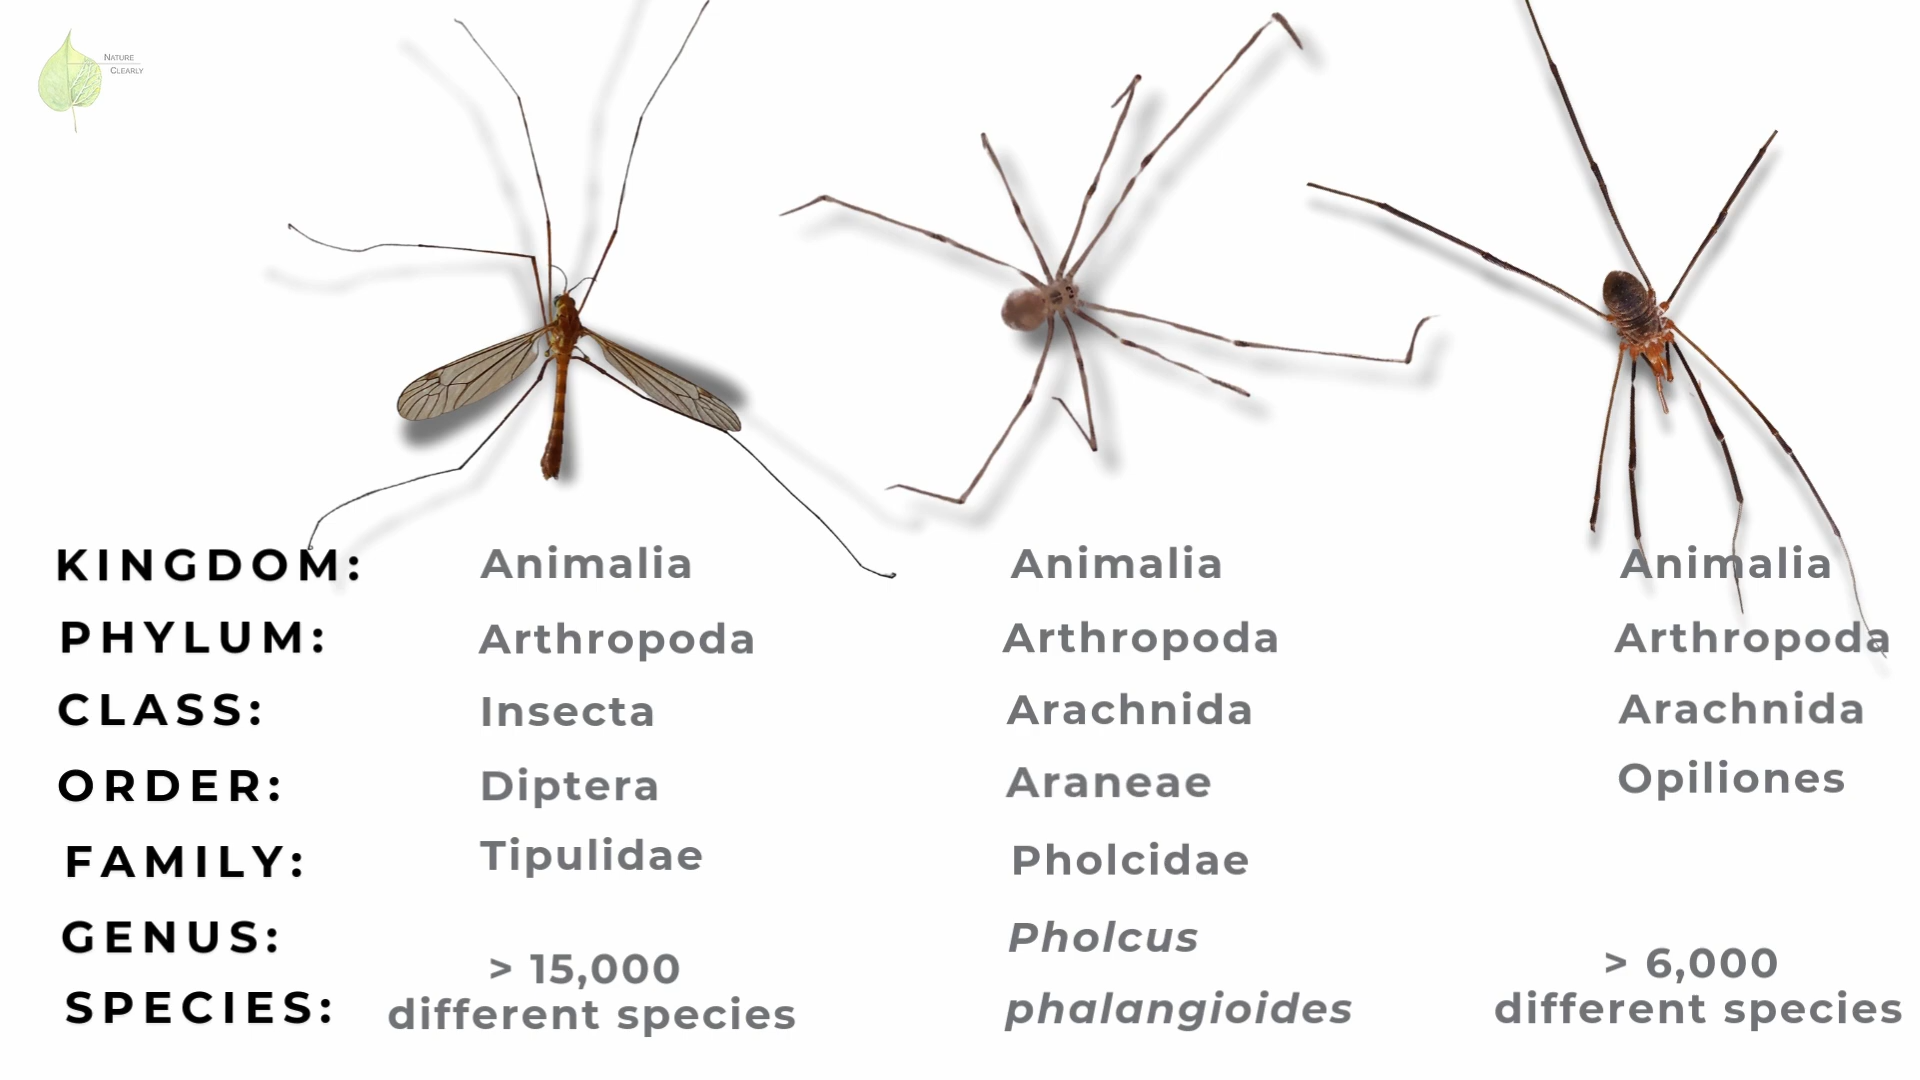 NATURE
CLEARLY
KINGDOM: Animalia Animalia Animalia
PHYLUM: Arthropoda Arthropoda Arthropoda
CLASS: Insecta Arachnida Arachnida
ORDER: Diptera Araneae Opiliones
FAMILY: Tipulidae Pholcidae
GENUS: Pholcus
> 15,000 > 6,000
SPECIES: different species phalangioides different species